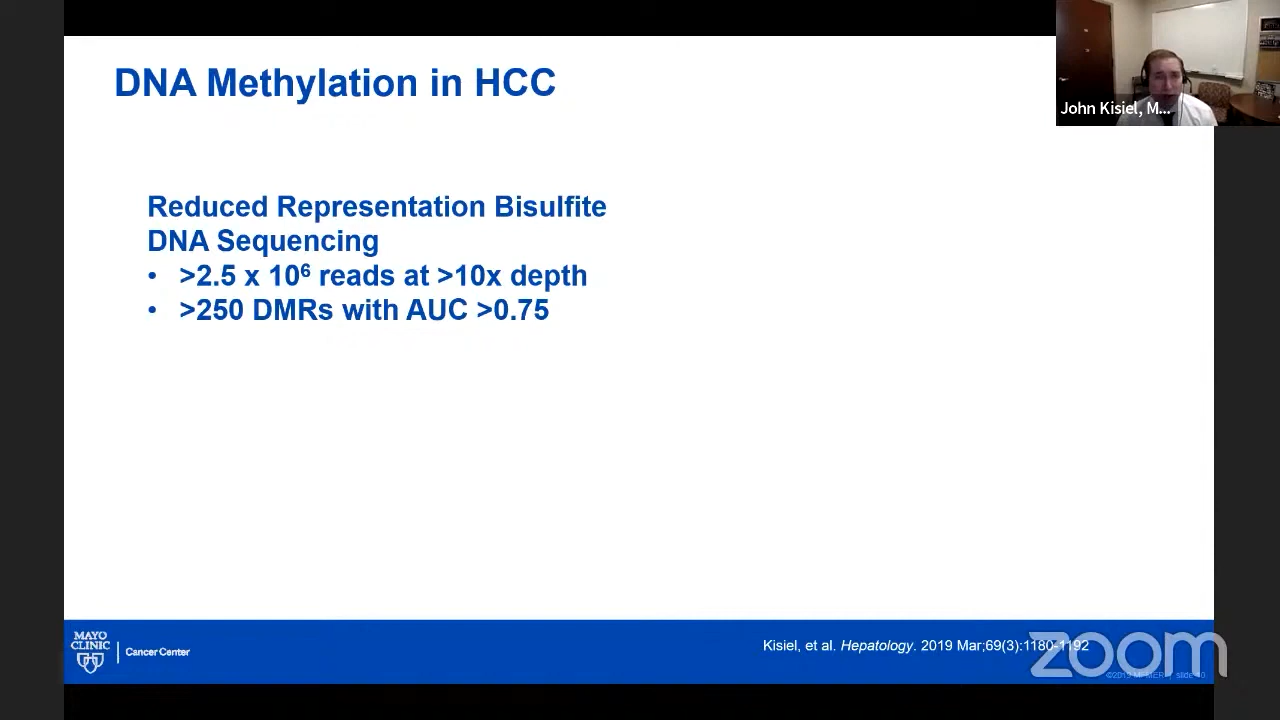 DNA Methylation in HCC
John Kisiel, M...
Reduced Representation Bisulfite
DNA Sequencing
• >2.5 x 10⁶ reads at >10x depth
• >250 DMRs with AUC >0.75
MAYO
CLINIC
Cancer Center
Kisiel, et al. Hepatology. 2019 Mar;69(3):1180-1192
zoom